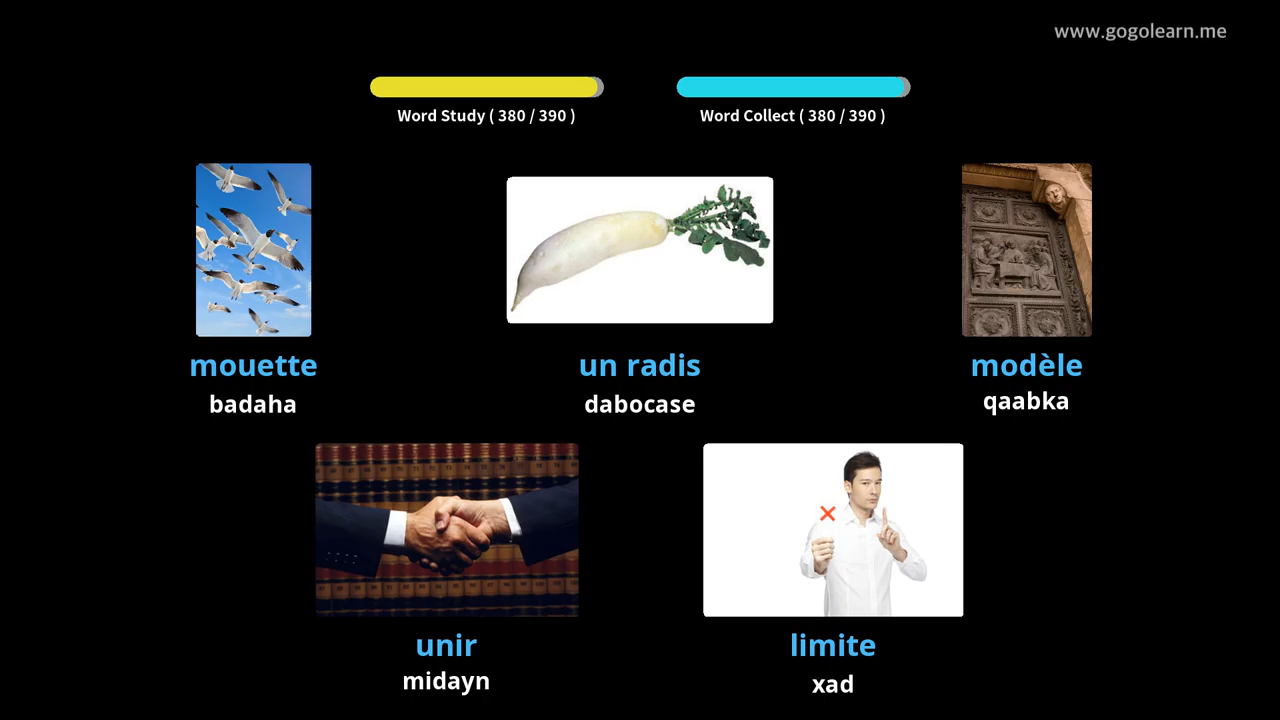 www.gogolearn.me
Word Study ( 380 / 390 )
Word Collect ( 380 / 390 )
mouette
badaha
un radis
dabocase
modèle
qaabka
unir
midayn
limite
xad